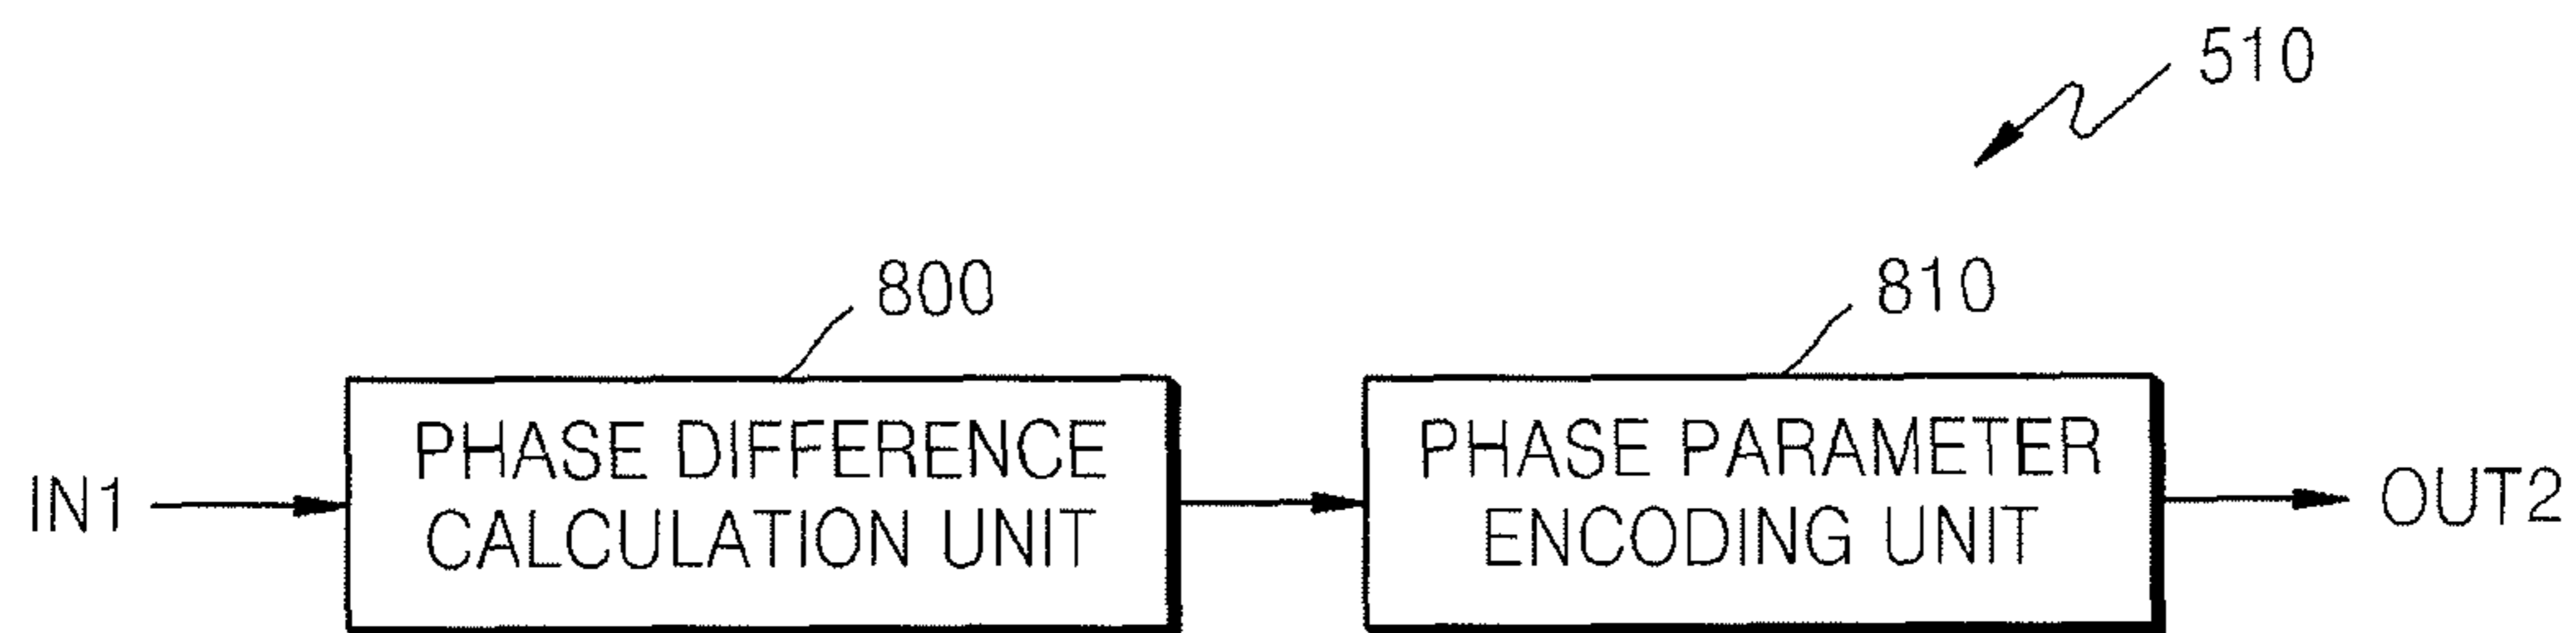 510
800
810
IN1
PHASE DIFFERENCE
CALCULATION UNIT
PHASE PARAMETER
ENCODING UNIT
OUT2